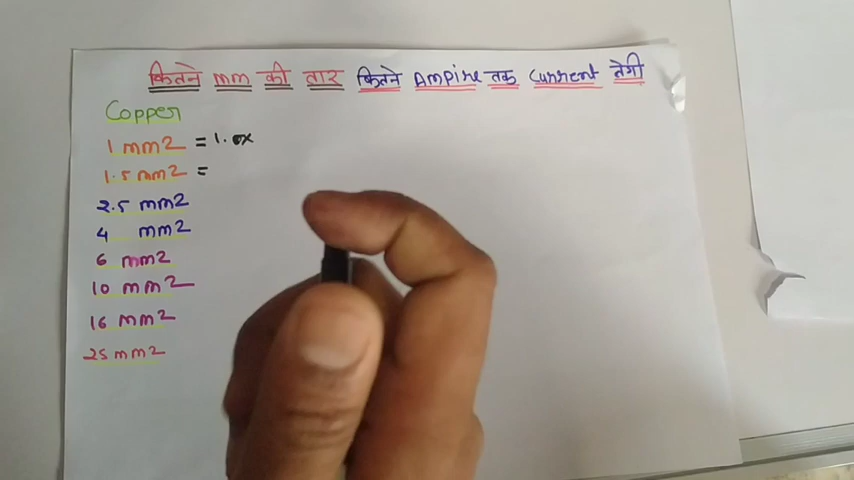 कितने mm की तार कितने Ampire तक Current लेगी
Copper
1 mm2 = 1.
1.5 mm2 =
2.5 mm2
4 mm2
6 mm2
10 mm2
16 mm2
25 mm2